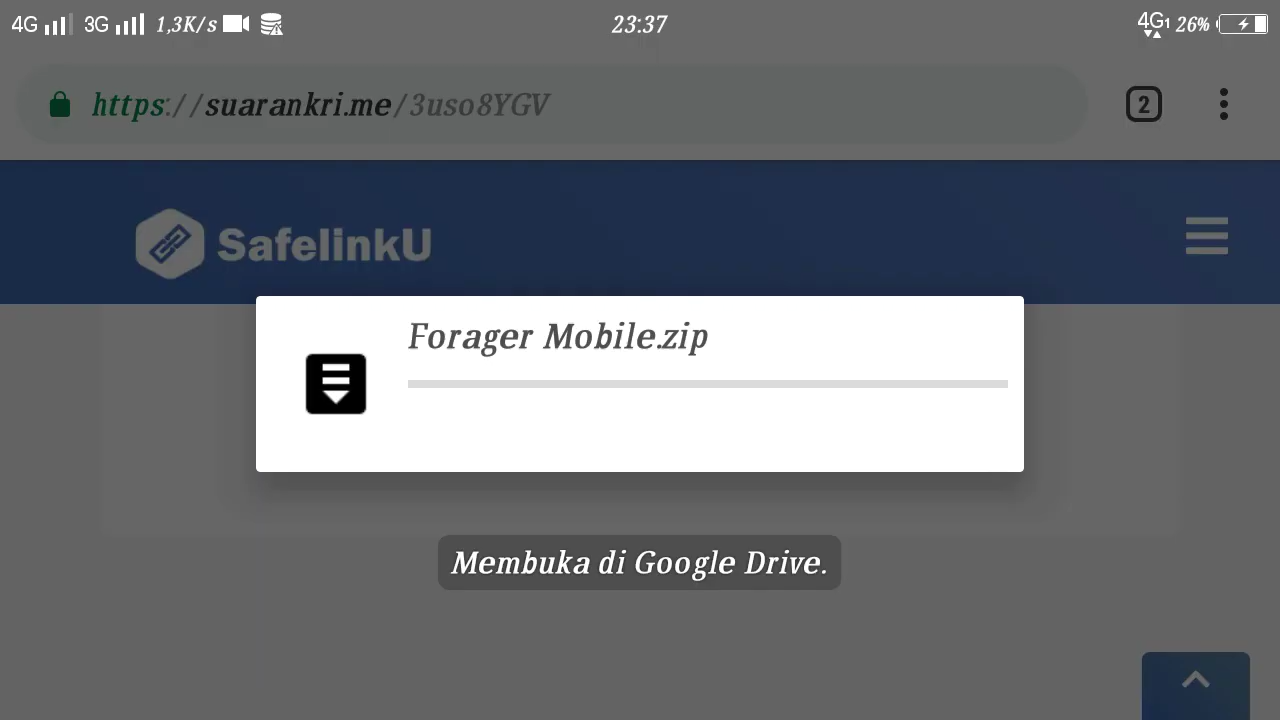 4G 3G 1,3K/s 23:37 4G1 26%
https://suarankri.me/3uso8YGV 2
SafelinkU
Forager Mobile.zip
Membuka di Google Drive.